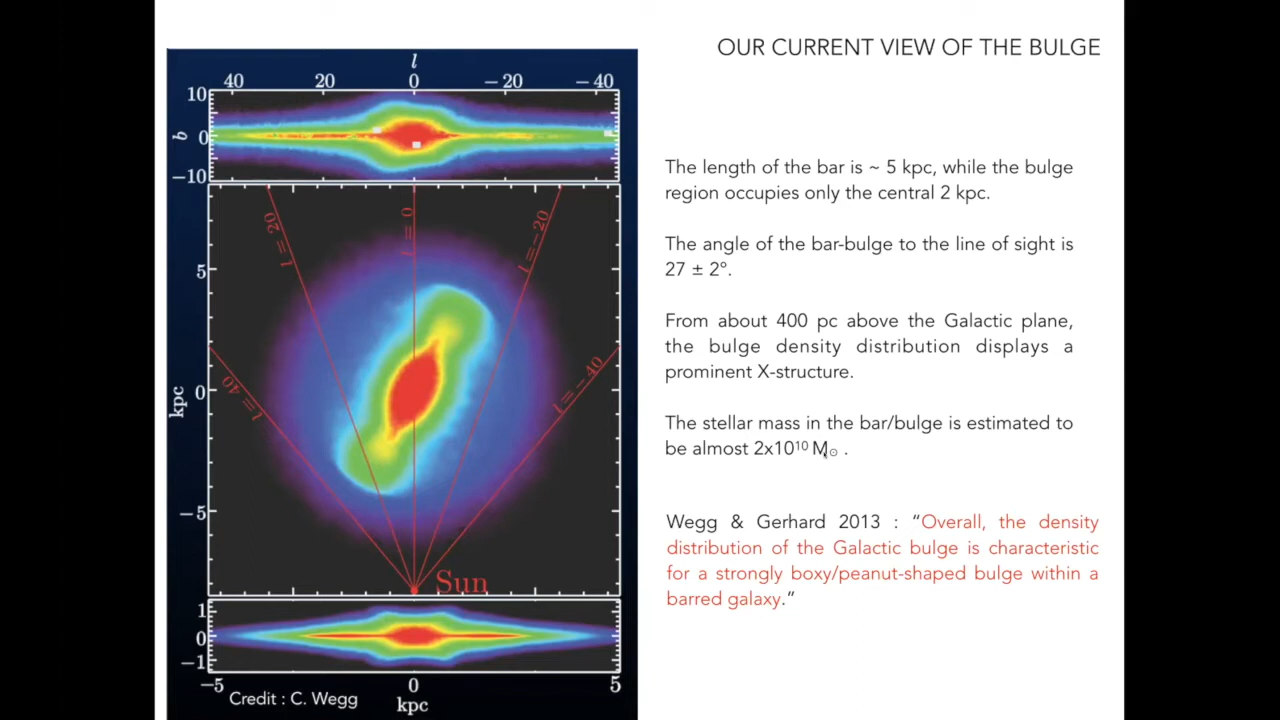 OUR CURRENT VIEW OF THE BULGE
l
40 20 0 −20 −40
10
b 0
−10
l = 20
l = 0
l = −20
l = 40
l = −40
5
kpc 0
−5
Sun
1
0
−1
−5 0 5
kpc
Credit : C. Wegg
The length of the bar is ~ 5 kpc, while the bulge
region occupies only the central 2 kpc.
The angle of the bar-bulge to the line of sight is
27 ± 2°.
From about 400 pc above the Galactic plane,
the bulge density distribution displays a
prominent X-structure.
The stellar mass in the bar/bulge is estimated to
be almost 2x10¹⁰ M☉ .
Wegg & Gerhard 2013 : “Overall, the density
distribution of the Galactic bulge is characteristic
for a strongly boxy/peanut-shaped bulge within a
barred galaxy.”